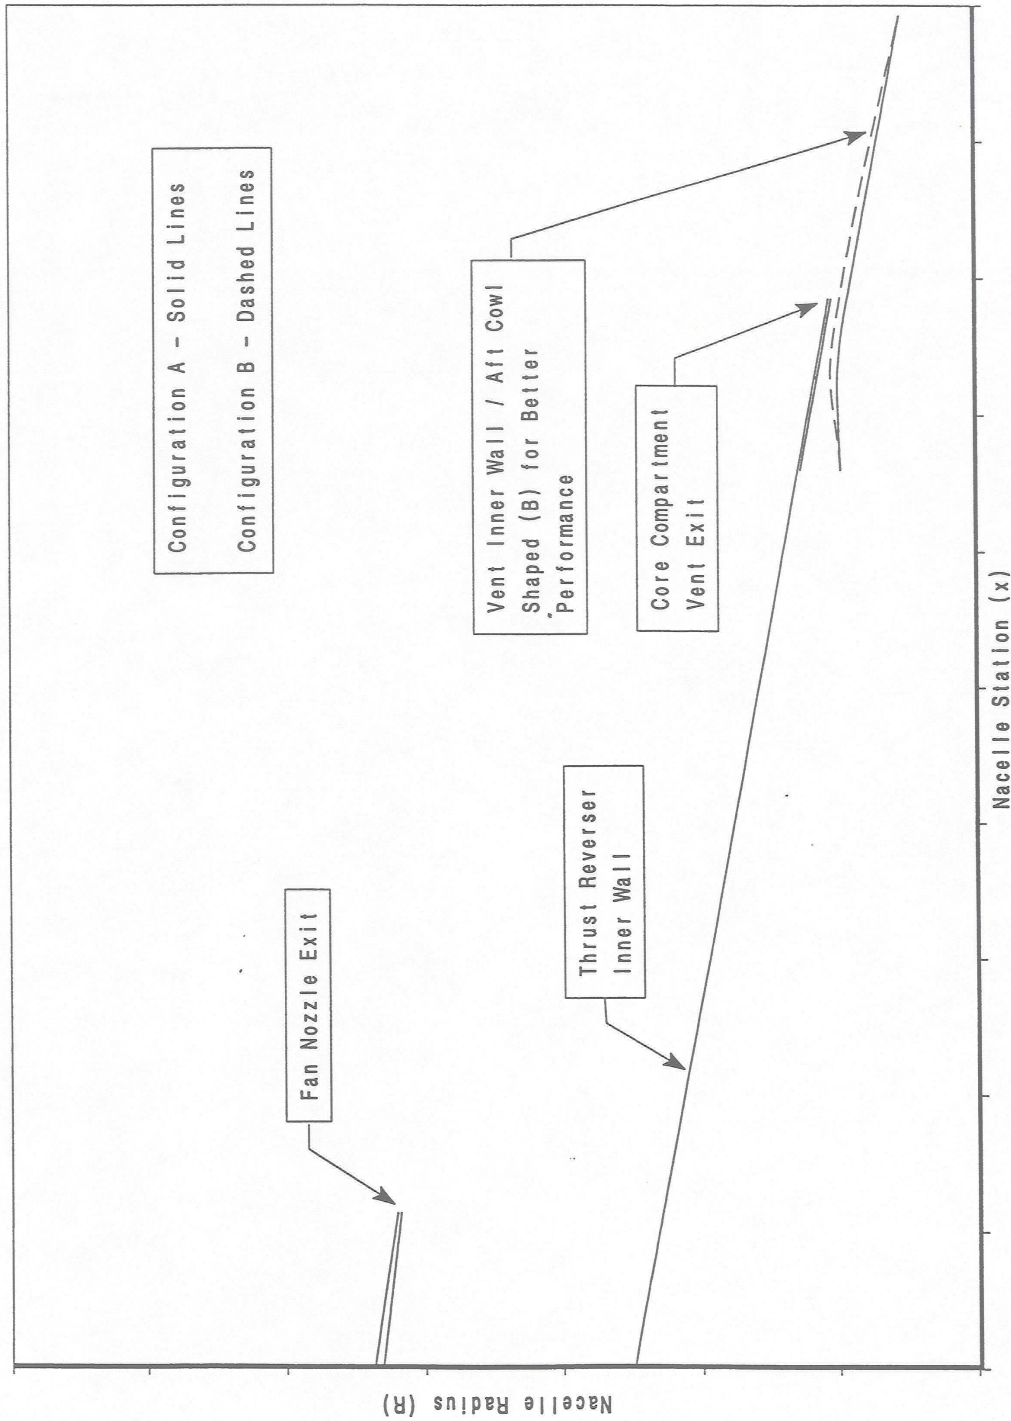 Configuration A - Solid Lines
Configuration B - Dashed Lines
Fan Nozzle Exit
Vent Inner Wall / Aft Cowl
Shaped (B) for Better
Performance
Core Compartment
Vent Exit
Thrust Reverser
Inner Wall
Nacelle Radius (R)
Nacelle Station (x)